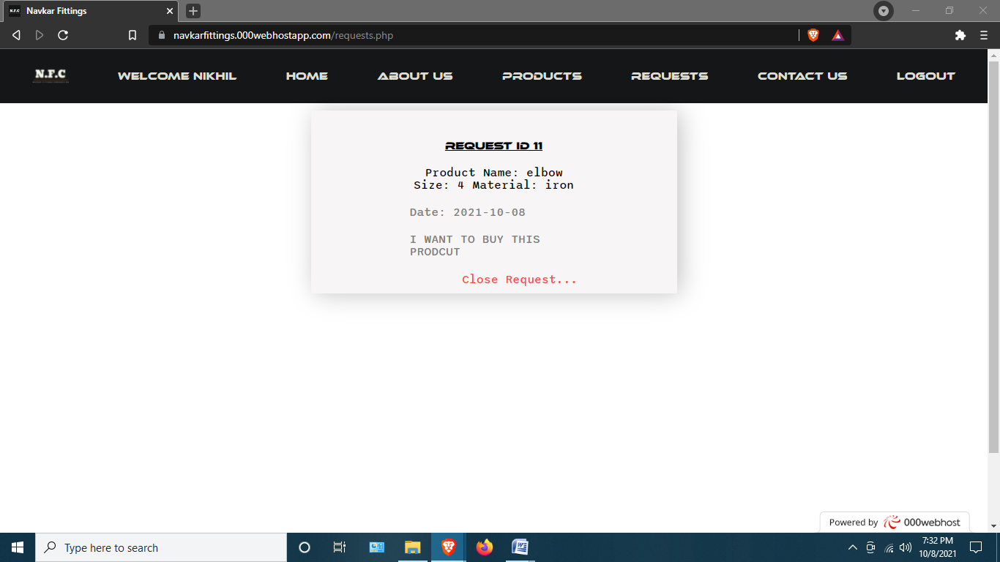 N.F.C Navkar Fittings
navkarfittings.000webhostapp.com/requests.php
N.F.C WELCOME NIKHIL HOME ABOUT US PRODUCTS REQUESTS CONTACT US LOGOUT
REQUEST ID 11
Product Name: elbow
Size: 4 Material: iron
Date: 2021-10-08
I WANT TO BUY THIS
PRODCUT
Close Request...
Powered by 000webhost
Type here to search
7:32 PM
10/8/2021